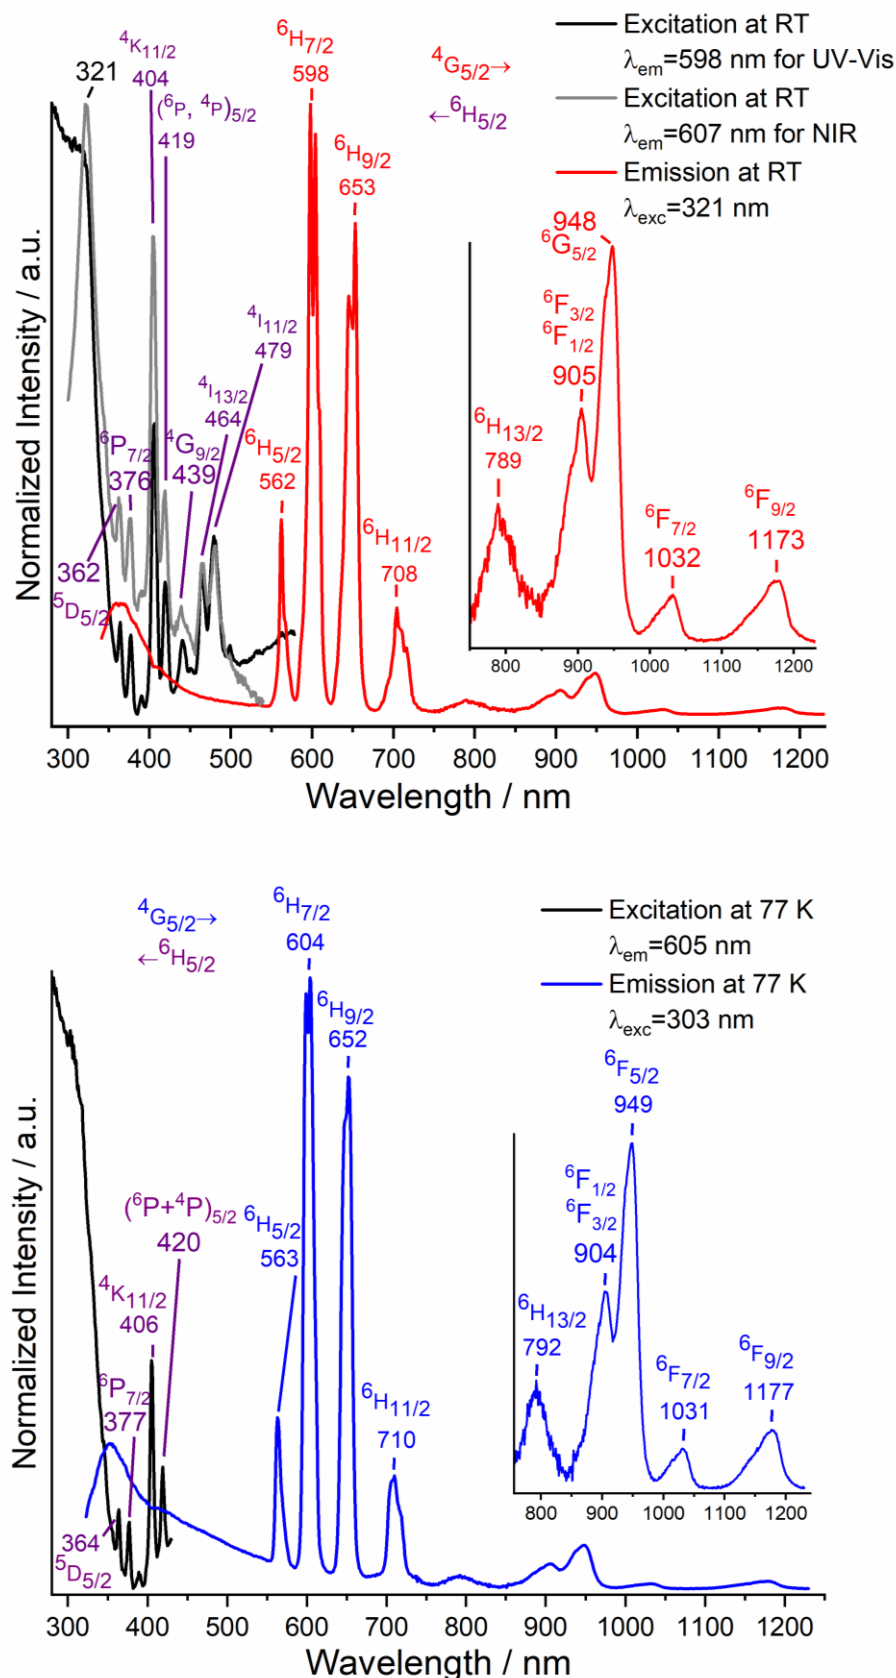 Excitation at RT
λem=598 nm for UV-Vis
Excitation at RT
λem=607 nm for NIR
Emission at RT
λexc=321 nm
4G5/2→
←6H5/2
321
4K11/2
404
(6P, 4P)5/2
419
6H7/2
598
6H9/2
653
4I11/2
479
4I13/2
464
4G9/2
439
6P7/2
376
362
5D5/2
6H5/2
562
6H11/2
708
948
6G5/2
6F3/2
6F1/2
905
6H13/2
789
6F7/2
1032
6F9/2
1173
800 900 1000 1100 1200
Normalized Intensity / a.u.
300 400 500 600 700 800 900 1000 1100 1200
Wavelength / nm
Excitation at 77 K
λem=605 nm
Emission at 77 K
λexc=303 nm
4G5/2→
←6H5/2
6H7/2
604
6H9/2
652
(6P+4P)5/2
420
4K11/2
406
6P7/2
377
364
5D5/2
6H5/2
563
6H11/2
710
6F5/2
949
6F1/2
6F3/2
904
6H13/2
792
6F7/2
1031
6F9/2
1177
800 900 1000 1100 1200
Normalized Intensity / a.u.
300 400 500 600 700 800 900 1000 1100 1200
Wavelength / nm